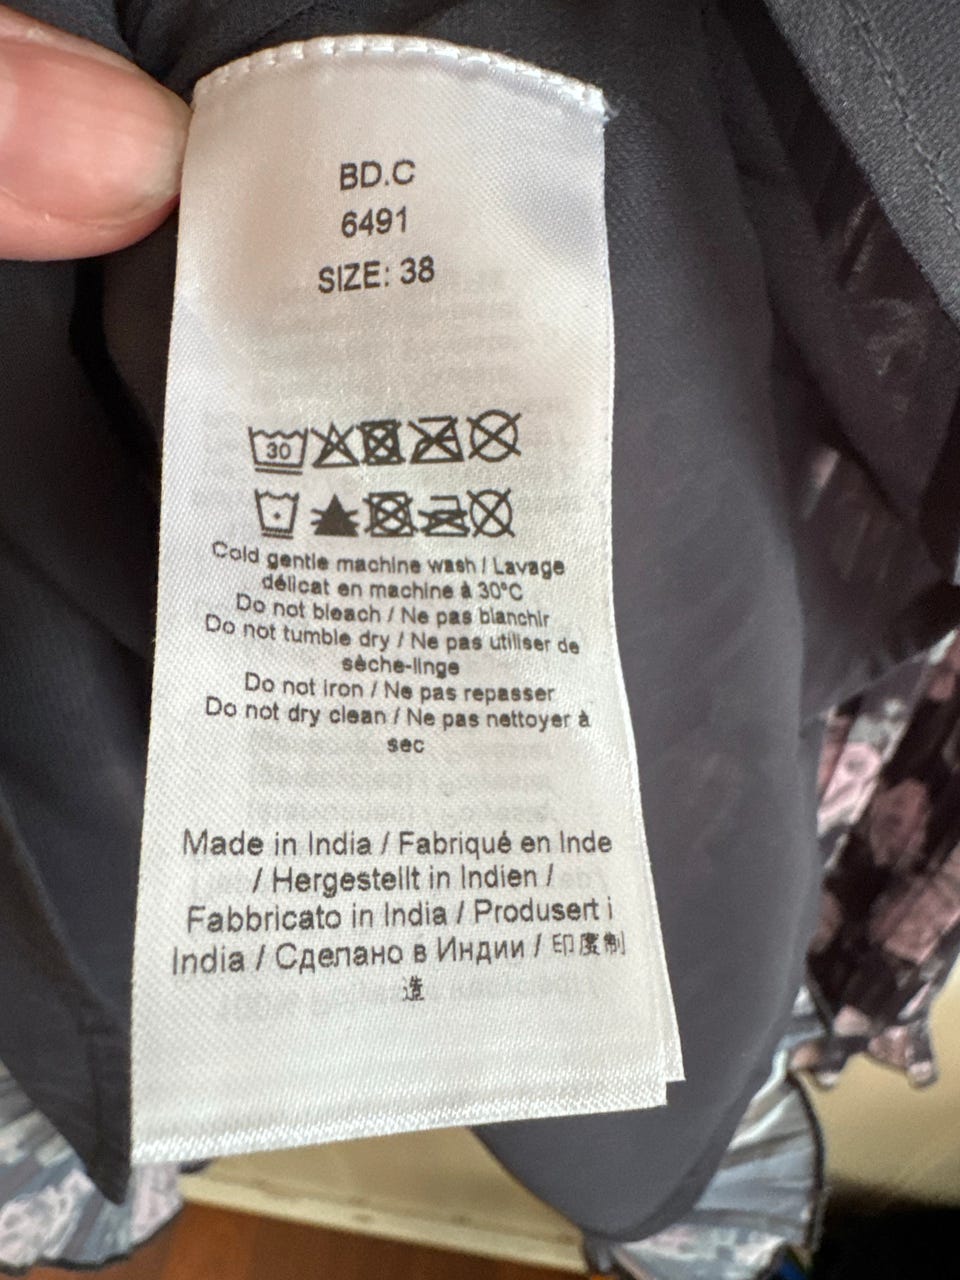 BD.C
6491
SIZE: 38
30
Cold gentle machine wash / Lavage
délicat en machine à 30°C
Do not bleach / Ne pas blanchir
Do not tumble dry / Ne pas utiliser de
sèche-linge
Do not iron / Ne pas repasser
Do not dry clean / Ne pas nettoyer à
sec
Made in India / Fabriqué en Inde
/ Hergestellt in Indien /
Fabbricato in India / Produsert i
India / Сделано в Индии / 印度制
造